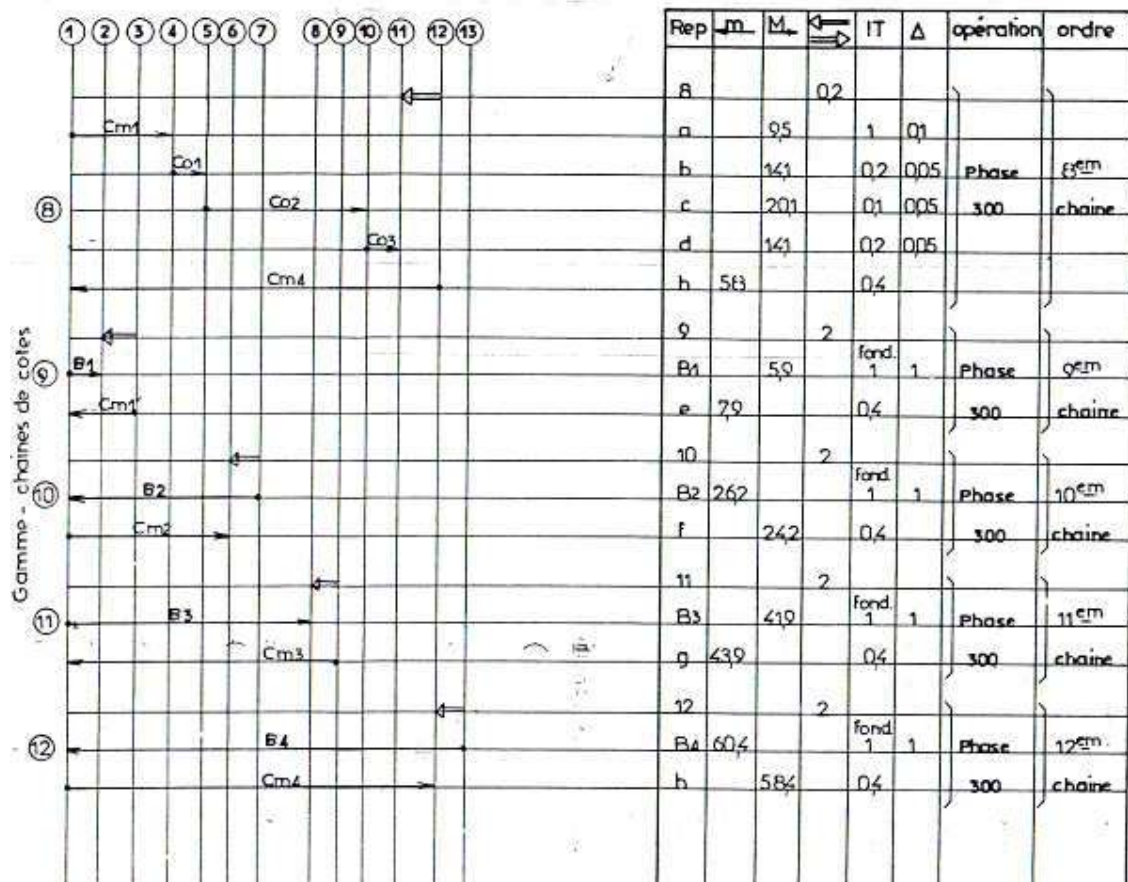 1 2 3 4 5 6 7 8 9 10 11 12 13
Rep m M IT Δ opération ordre
8 0,2
Cm1 a 9,5 1 0,1
Co1 b 14,1 0,2 0,05 Phase 8em
8 Co2 c 20,1 0,1 0,05 300 chaine
Co3 d 14,1 0,2 0,05
Cm4 h 58 0,4
9 2
9 B1 B1 5,9 fond. 1 1 Phase 9em
Cm1 e 7,9 0,4 300 chaine
10 2
10 B2 B2 26,2 fond. 1 1 Phase 10em
Cm2 f 24,2 0,4 300 chaine
11 2
11 B3 B3 41,9 fond. 1 1 Phase 11em
Cm3 g 43,9 0,4 300 chaine
12 2
12 B4 B4 60,4 fond. 1 1 Phase 12em.
Cm4 h 58,4 0,4 300 chaine
Gamme - chaines de cotes